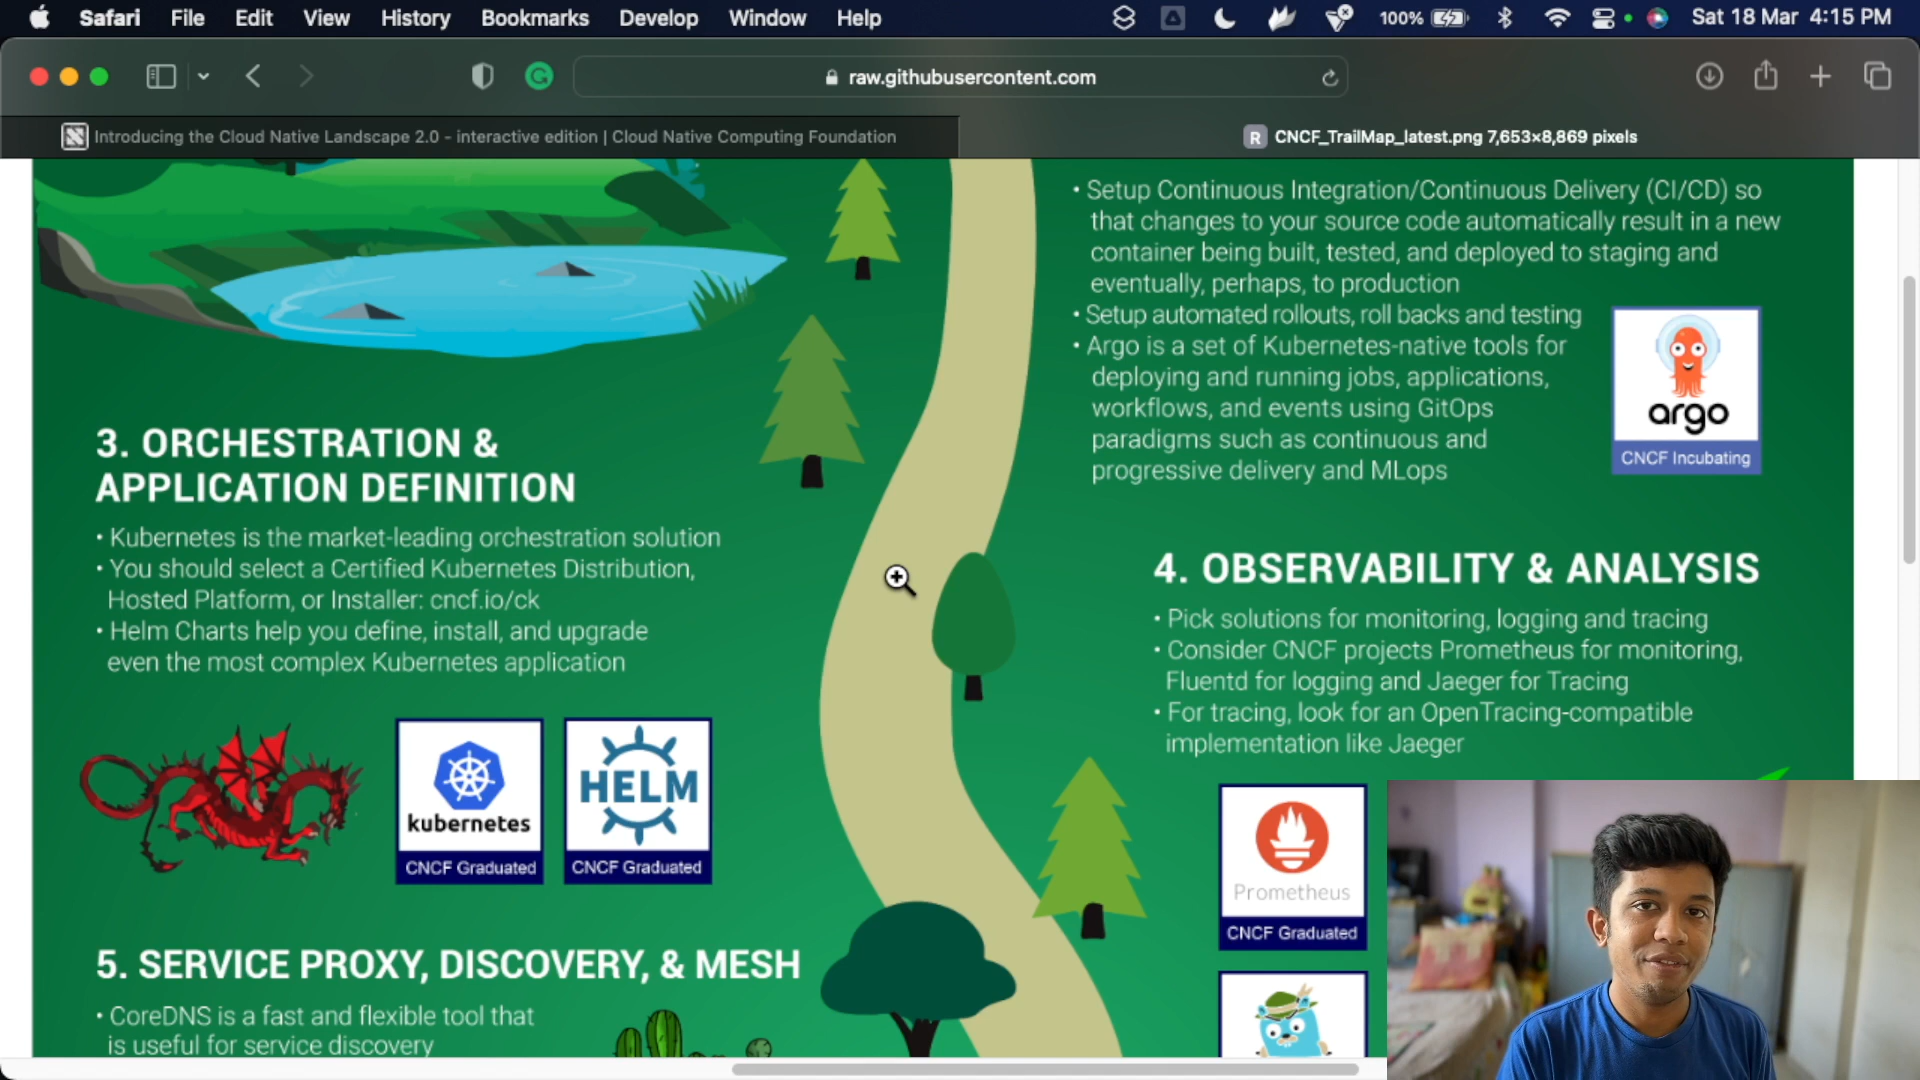 Safari File Edit View History Bookmarks Develop Window Help 100% Sat 18 Mar 4:15 PM
raw.githubusercontent.com
Introducing the Cloud Native Landscape 2.0 - interactive edition | Cloud Native Computing Foundation
R CNCF_TrailMap_latest.png 7,653×8,869 pixels
• Setup Continuous Integration/Continuous Delivery (CI/CD) so
that changes to your source code automatically result in a new
container being built, tested, and deployed to staging and
eventually, perhaps, to production
• Setup automated rollouts, roll backs and testing
• Argo is a set of Kubernetes-native tools for
deploying and running jobs, applications,
workflows, and events using GitOps
paradigms such as continuous and
progressive delivery and MLops
argo
CNCF Incubating
3. ORCHESTRATION &
APPLICATION DEFINITION
• Kubernetes is the market-leading orchestration solution
• You should select a Certified Kubernetes Distribution,
Hosted Platform, or Installer: cncf.io/ck
• Helm Charts help you define, install, and upgrade
even the most complex Kubernetes application
kubernetes
CNCF Graduated
HELM
CNCF Graduated
4. OBSERVABILITY & ANALYSIS
• Pick solutions for monitoring, logging and tracing
• Consider CNCF projects Prometheus for monitoring,
Fluentd for logging and Jaeger for Tracing
• For tracing, look for an OpenTracing-compatible
implementation like Jaeger
Prometheus
CNCF Graduated
5. SERVICE PROXY, DISCOVERY, & MESH
• CoreDNS is a fast and flexible tool that
is useful for service discovery